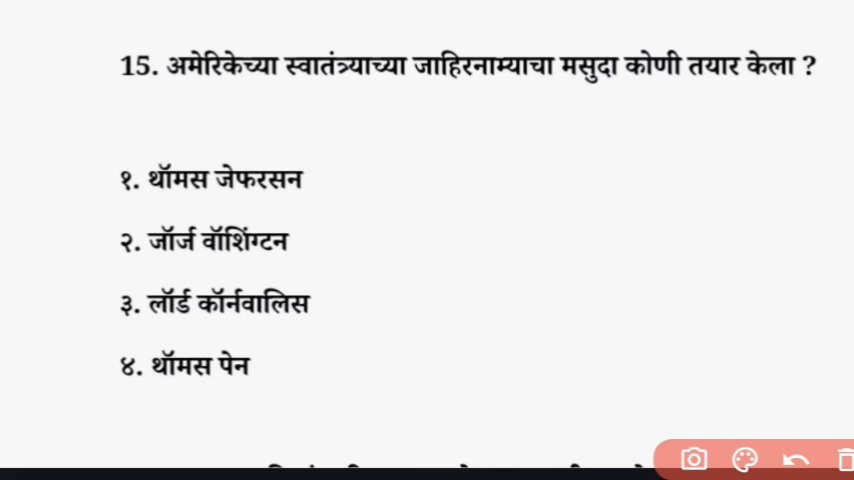 15. अमेरिकेच्या स्वातंत्र्याच्या जाहिरनाम्याचा मसुदा कोणी तयार केला ?
१. थॉमस जेफरसन
२. जॉर्ज वॉशिंग्टन
३. लॉर्ड कॉर्नवालिस
४. थॉमस पेन